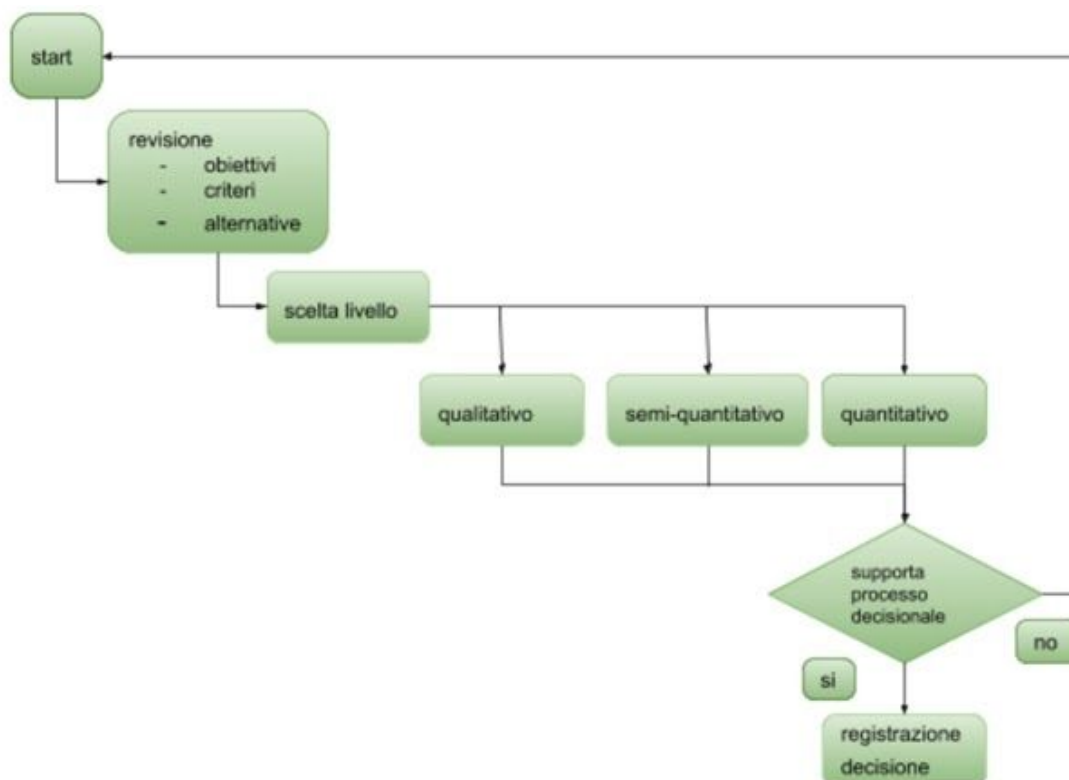 start
revisione
- obiettivi
- criteri
- alternative
scelta livello
qualitativo
semi-quantitativo
quantitativo
supporta
processo
decisionale
no
si
registrazione
decisione